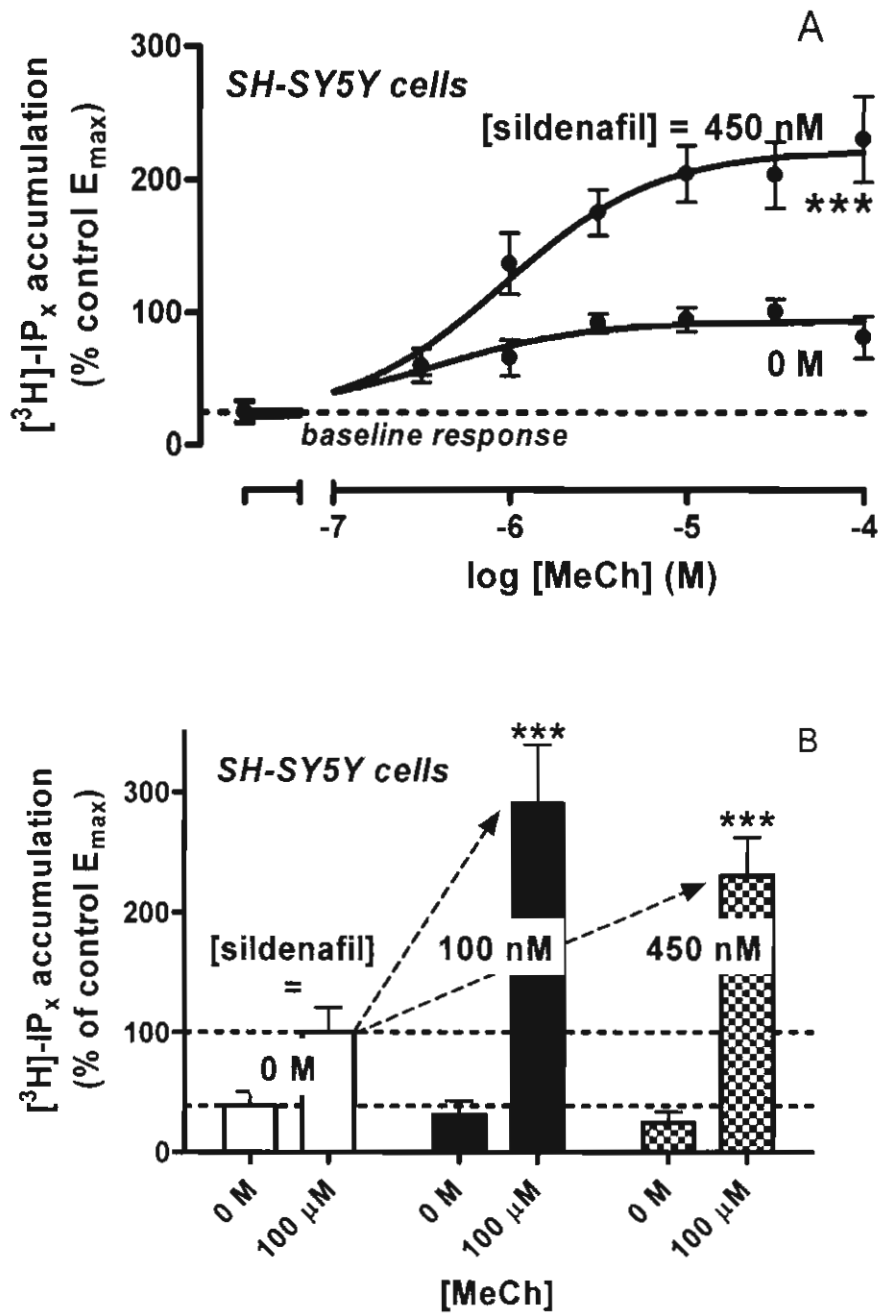 A
300
200
100
0
[³H]-IPₓ accumulation
(% control Eₘₐₓ)
SH-SY5Y cells
[sildenafil] = 450 nM
***
0 M
baseline response
-7
-6
-5
-4
log [MeCh] (M)
B
300
200
100
0
[³H]-IPₓ accumulation
(% of control Eₘₐₓ)
SH-SY5Y cells
***
***
[sildenafil]
=
0 M
100 nM
450 nM
0 M
100 μM
0 M
100 μM
0 M
100 μM
[MeCh]